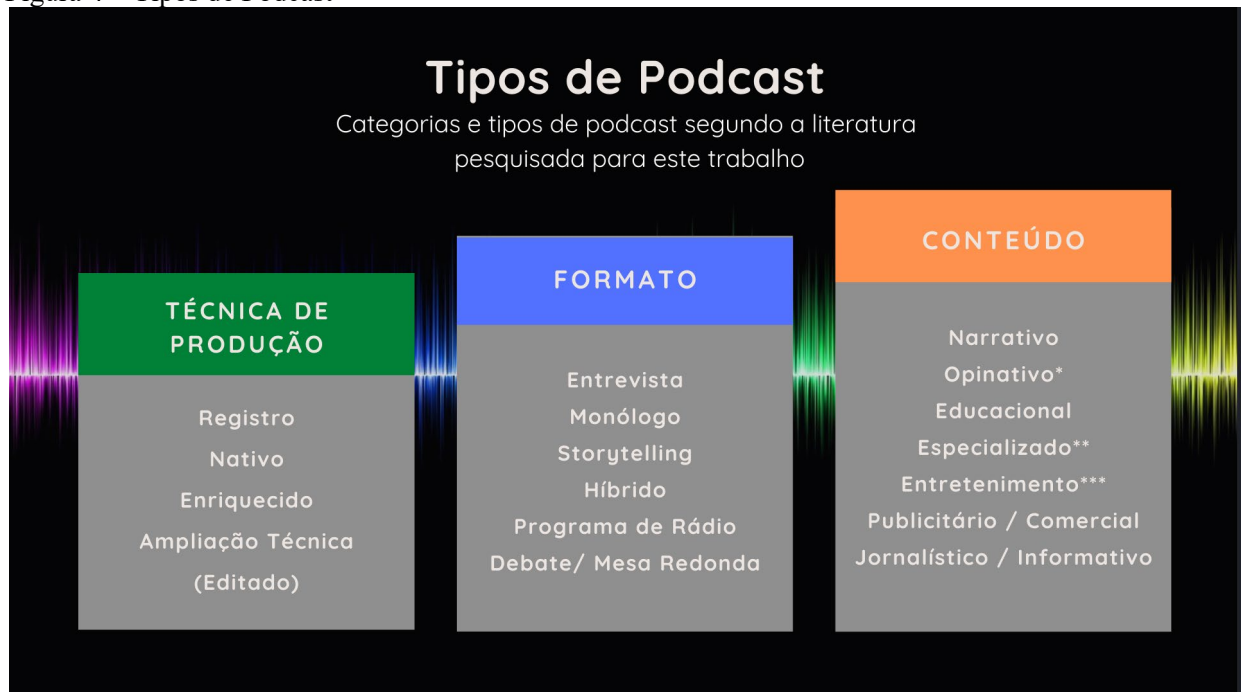 Tipos de Podcast
Categorias e tipos de podcast segundo a literatura
pesquisada para este trabalho
TÉCNICA DE
PRODUÇÃO
Registro
Nativo
Enriquecido
Ampliação Técnica
(Editado)
FORMATO
Entrevista
Monólogo
Storytelling
Híbrido
Programa de Rádio
Debate/ Mesa Redonda
CONTEÚDO
Narrativo
Opinativo*
Educacional
Especializado**
Entretenimento***
Publicitário / Comercial
Jornalístico / Informativo